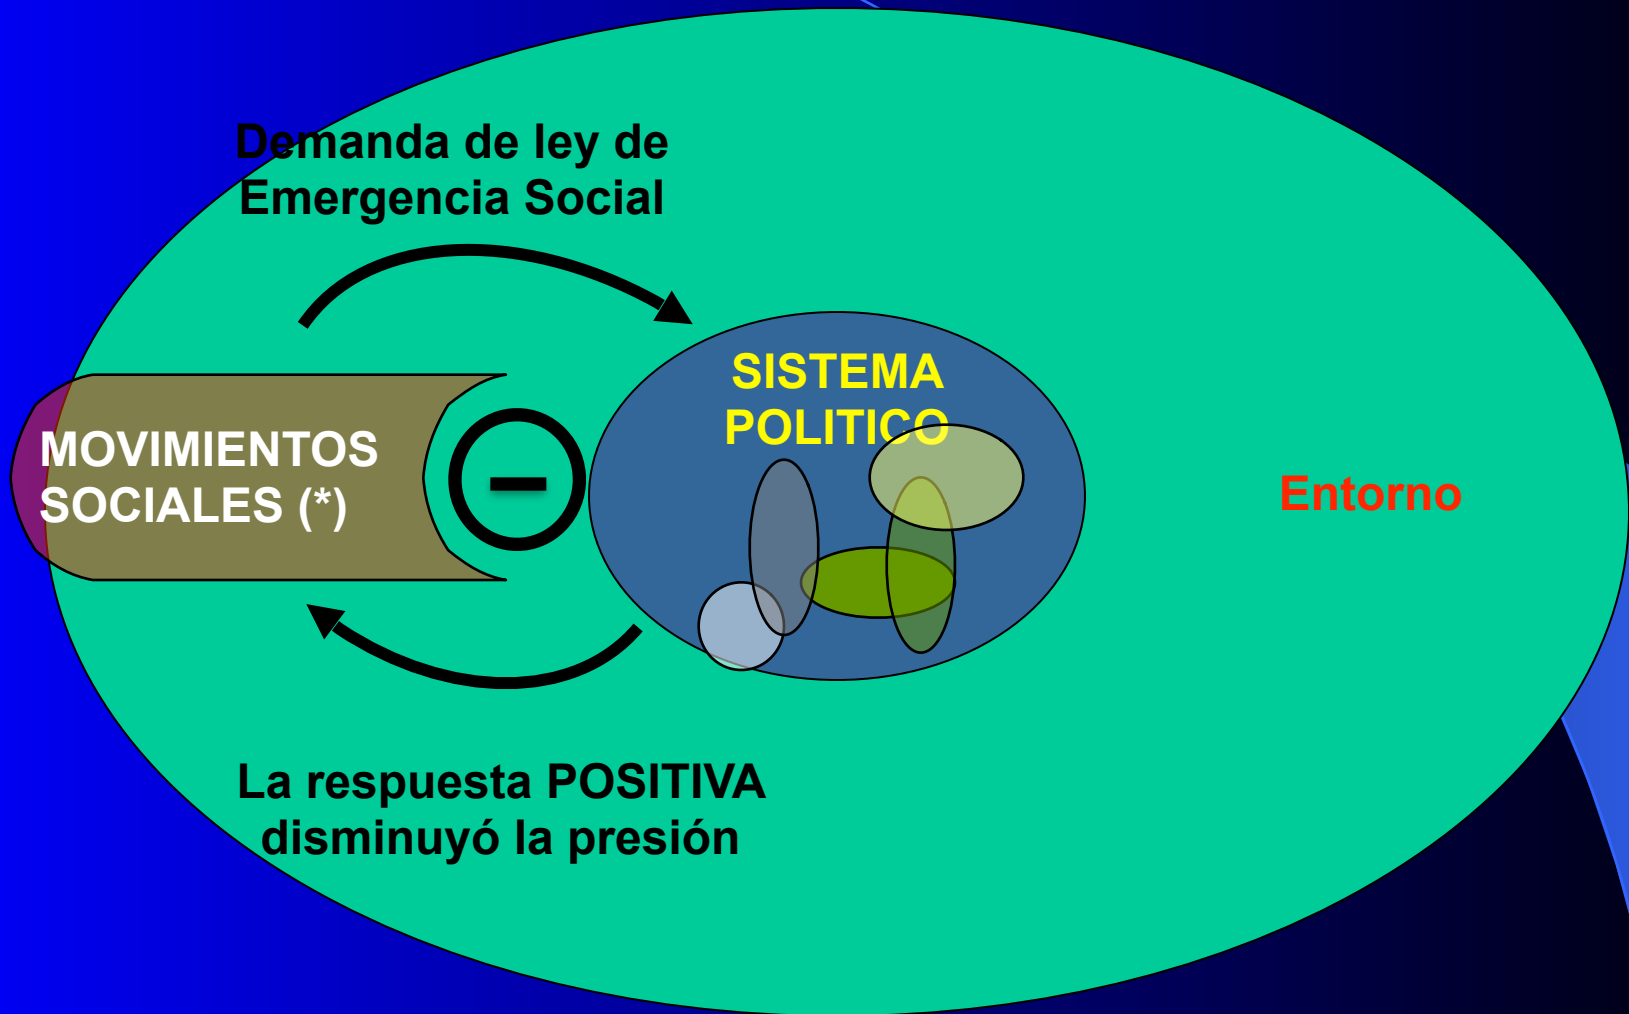 Demanda de ley de
Emergencia Social
SISTEMA
POLITICO
MOVIMIENTOS
SOCIALES (*)
–
Entorno
La respuesta POSITIVA
disminuyó la presión